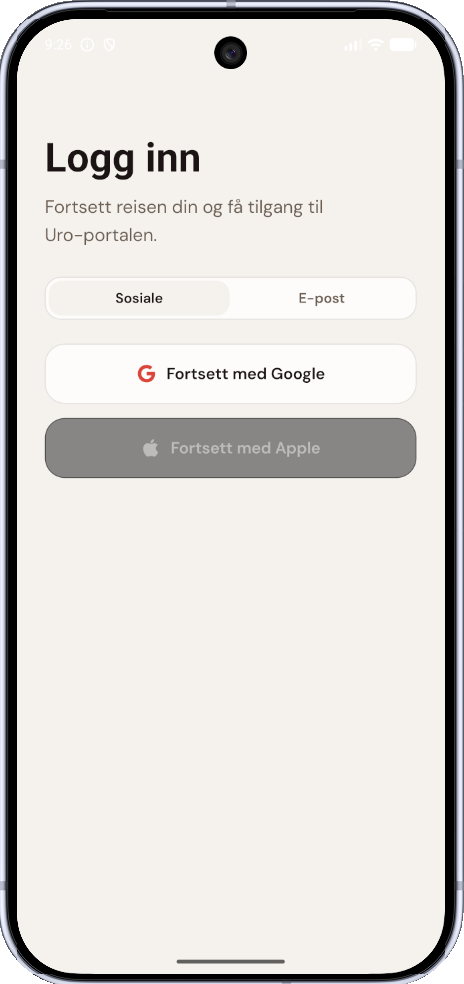 9:26
Logg inn
Fortsett reisen din og få tilgang til
Uro-portalen.
Sosiale
E-post
Fortsett med Google
Fortsett med Apple